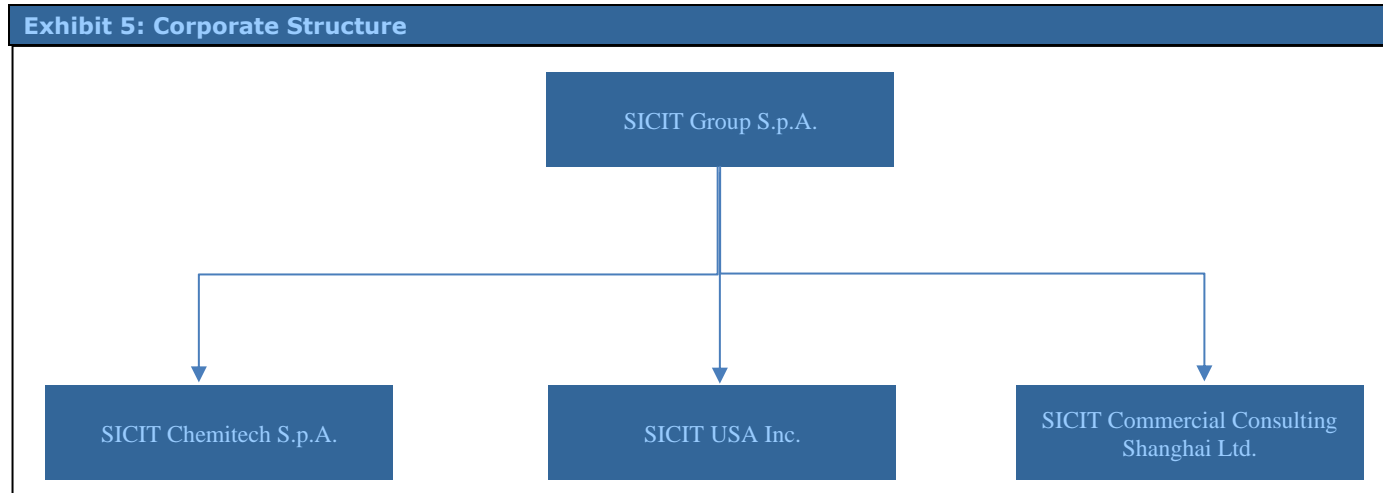 Exhibit 5: Corporate Structure
SICIT Group S.p.A.
SICIT Chemitech S.p.A.
SICIT USA Inc.
SICIT Commercial Consulting
Shanghai Ltd.